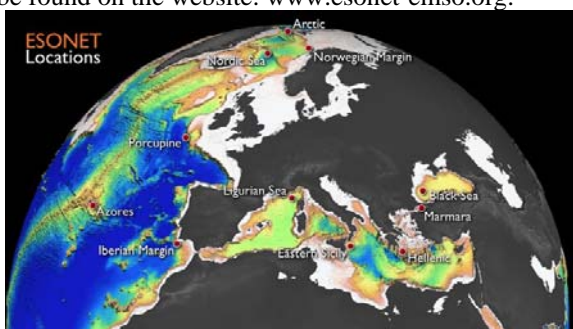 be found on the website: www.esonet-emso.org.
ESONET
Locations
Arctic
Nordic Sea
Norwegian Margin
Porcupine
Azores
Ligurian Sea
Black Sea
Marmara
Iberian Margin
Eastern Sicily
Hellenic